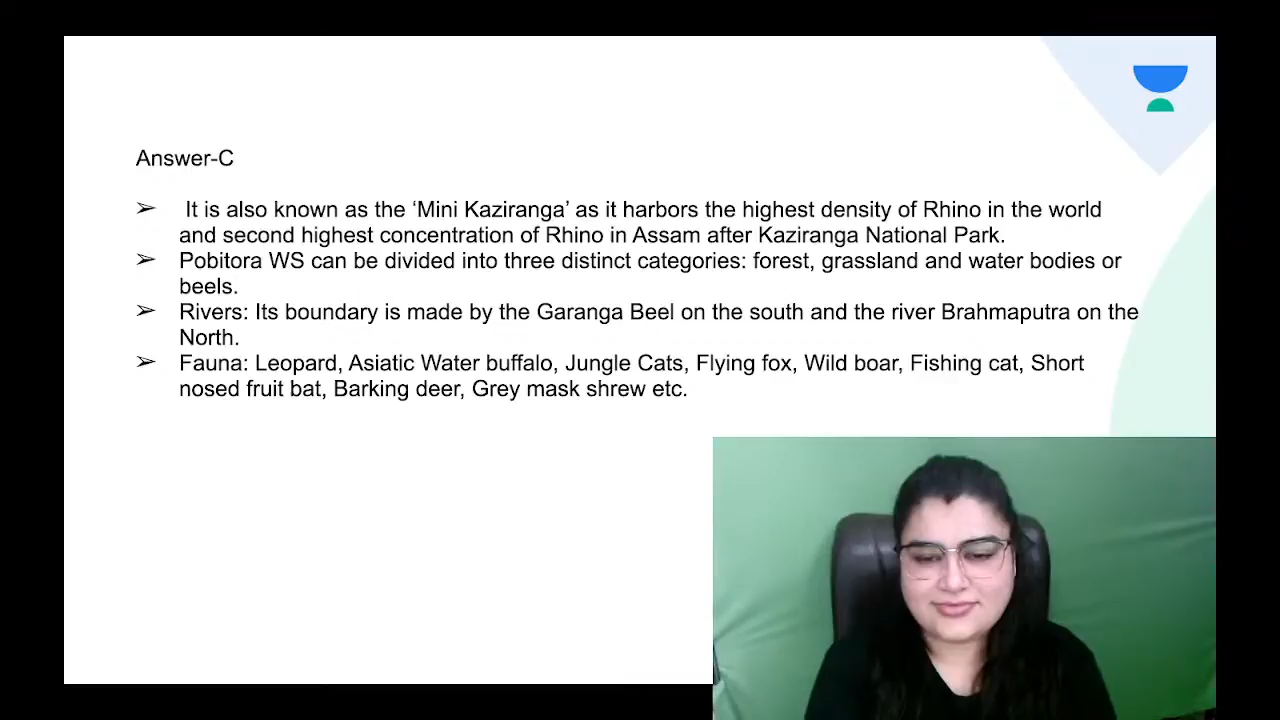 Answer-C
➢ It is also known as the ‘Mini Kaziranga’ as it harbors the highest density of Rhino in the world
and second highest concentration of Rhino in Assam after Kaziranga National Park.
➢ Pobitora WS can be divided into three distinct categories: forest, grassland and water bodies or
beels.
➢ Rivers: Its boundary is made by the Garanga Beel on the south and the river Brahmaputra on the
North.
➢ Fauna: Leopard, Asiatic Water buffalo, Jungle Cats, Flying fox, Wild boar, Fishing cat, Short
nosed fruit bat, Barking deer, Grey mask shrew etc.